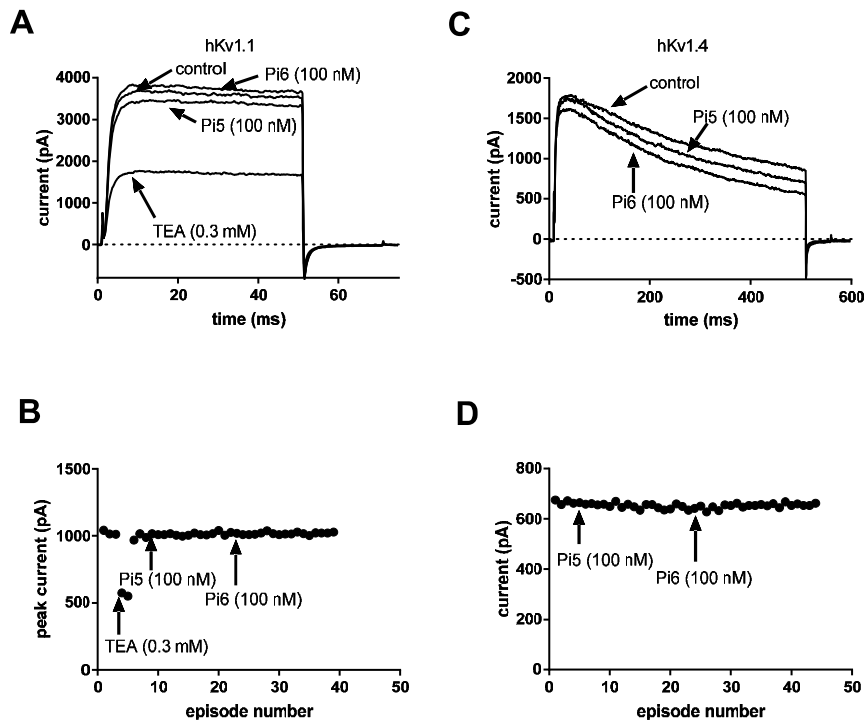 A
hKv1.1
control
Pi6 (100 nM)
4000
3000
Pi5 (100 nM)
2000
1000
TEA (0.3 mM)
0
current (pA)
0
20
40
60
time (ms)
C
hKv1.4
2000
control
1500
Pi5 (100 nM)
1000
500
Pi6 (100 nM)
0
-500
current (pA)
0
200
400
600
time (ms)
B
1500
1000
Pi5 (100 nM)
Pi6 (100 nM)
500
TEA (0.3 mM)
0
peak current (pA)
0
10
20
30
40
50
episode number
D
800
600
Pi5 (100 nM)
Pi6 (100 nM)
400
200
0
current (pA)
0
10
20
30
40
50
episode number